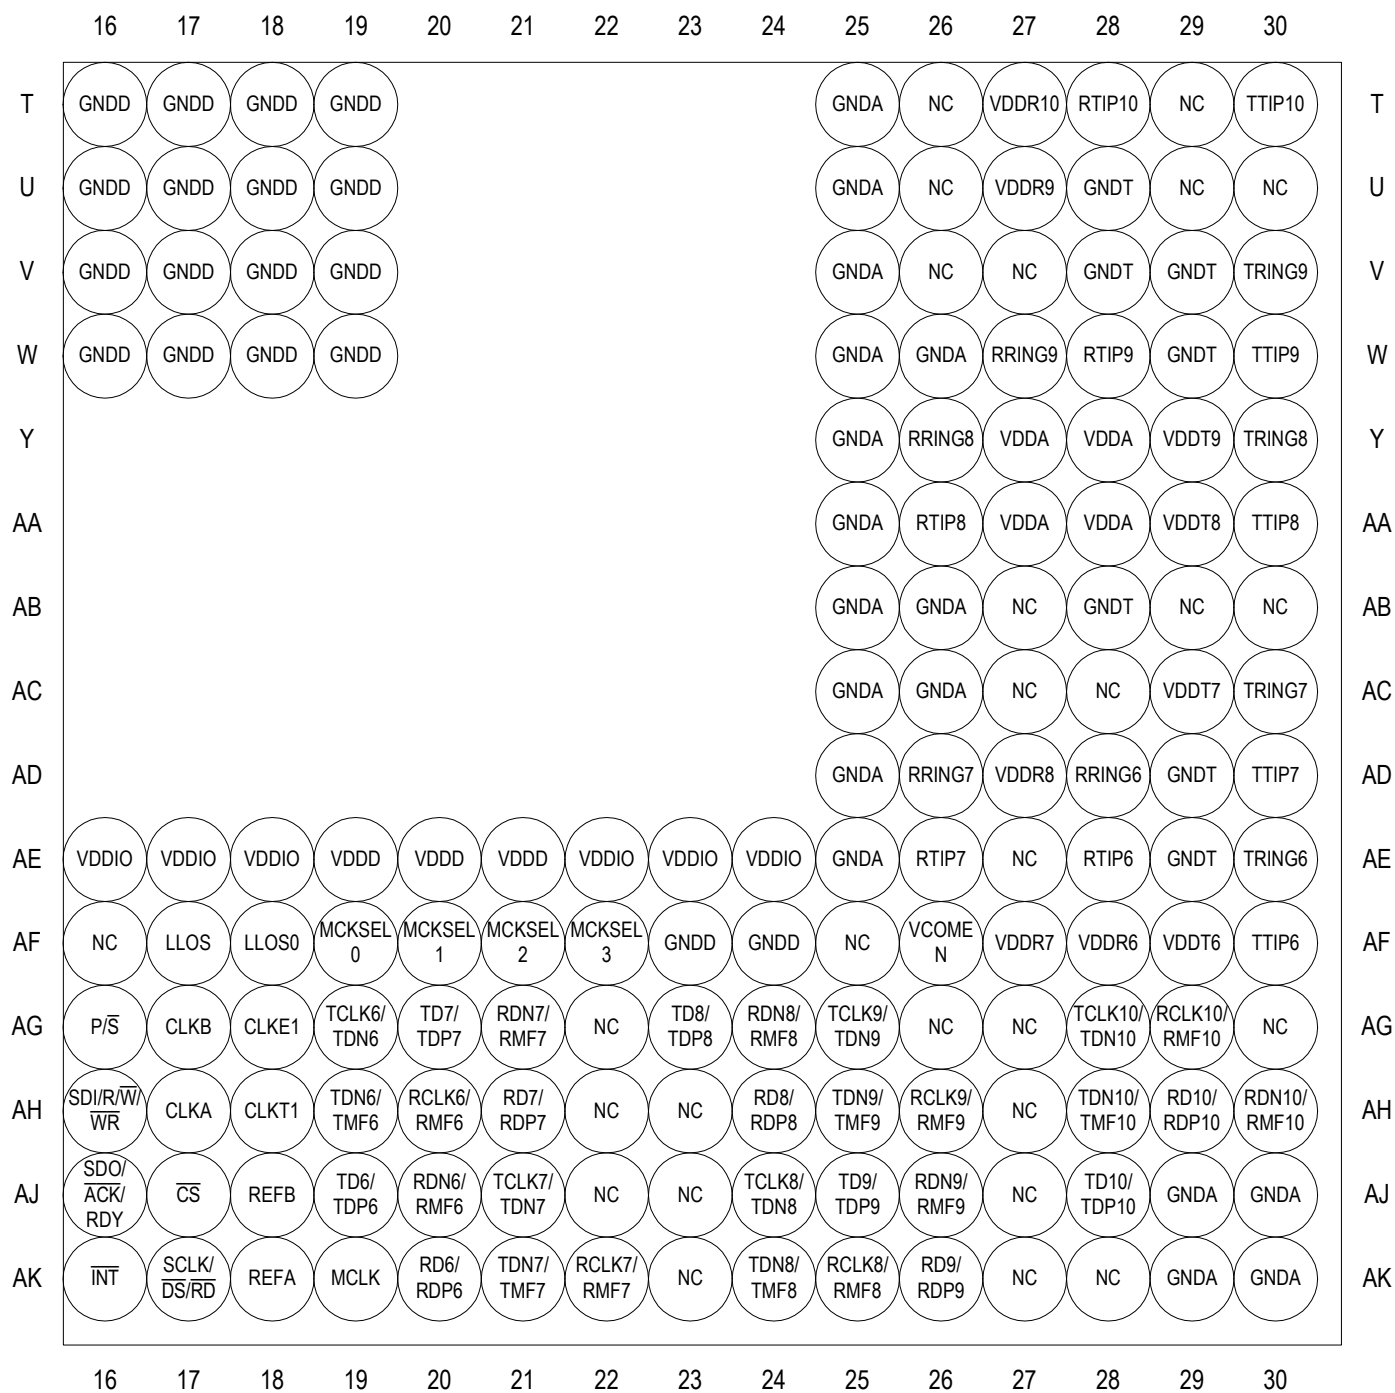 16 17 18 19 20 21 22 23 24 25 26 27 28 29 30
T GNDD GNDD GNDD GNDD GNDA NC VDDR10 RTIP10 NC TTIP10 T
U GNDD GNDD GNDD GNDD GNDA NC VDDR9 GNDT NC NC U
V GNDD GNDD GNDD GNDD GNDA NC NC GNDT GNDT TRING9 V
W GNDD GNDD GNDD GNDD GNDA GNDA RRING9 RTIP9 GNDT TTIP9 W
Y GNDA RRING8 VDDA VDDA VDDT9 TRING8 Y
AA GNDA RTIP8 VDDA VDDA VDDT8 TTIP8 AA
AB GNDA GNDA NC GNDT NC NC AB
AC GNDA GNDA NC NC VDDT7 TRING7 AC
AD GNDA RRING7 VDDR8 RRING6 GNDT TTIP7 AD
AE VDDIO VDDIO VDDIO VDDD VDDD VDDD VDDIO VDDIO VDDIO GNDA RTIP7 NC RTIP6 GNDT TRING6 AE
AF NC LLOS LLOS0 MCKSEL 0 MCKSEL 1 MCKSEL 2 MCKSEL 3 GNDD GNDD NC VCOME N VDDR7 VDDR6 VDDT6 TTIP6 AF
AG P/S̅ CLKB CLKE1 TCLK6/ TDN6 TD7/ TDP7 RDN7/ RMF7 NC TD8/ TDP8 RDN8/ RMF8 TCLK9/ TDN9 NC NC TCLK10/ TDN10 RCLK10/ RMF10 NC AG
AH SDI/R/W̅/ W̅R̅ CLKA CLKT1 TDN6/ TMF6 RCLK6/ RMF6 RD7/ RDP7 NC NC RD8/ RDP8 TDN9/ TMF9 RCLK9/ RMF9 NC TDN10/ TMF10 RD10/ RDP10 RDN10/ RMF10 AH
AJ SDO/ A̅C̅K̅/ RDY C̅S̅ REFB TD6/ TDP6 RDN6/ RMF6 TCLK7/ TDN7 NC NC TCLK8/ TDN8 TD9/ TDP9 RDN9/ RMF9 NC TD10/ TDP10 GNDA GNDA AJ
AK I̅N̅T̅ SCLK/ D̅S̅/R̅D̅ REFA MCLK RD6/ RDP6 TDN7/ TMF7 RCLK7/ RMF7 NC TDN8/ TMF8 RCLK8/ RMF8 RD9/ RDP9 NC NC GNDA GNDA AK
16 17 18 19 20 21 22 23 24 25 26 27 28 29 30